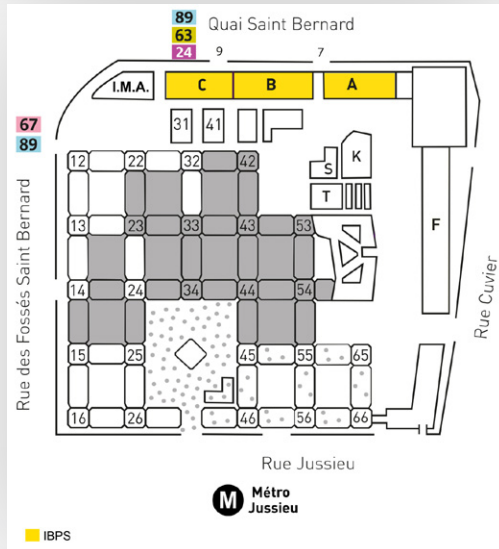 89
63
24
Quai Saint Bernard
9
7
I.M.A.
C
B
A
67
89
31
41
S
K
T
F
12
22
32
42
13
23
33
43
53
14
24
34
44
54
15
25
45
55
65
16
26
46
56
66
Rue des Fossés Saint Bernard
Rue Cuvier
Rue Jussieu
M
Métro
Jussieu
IBPS